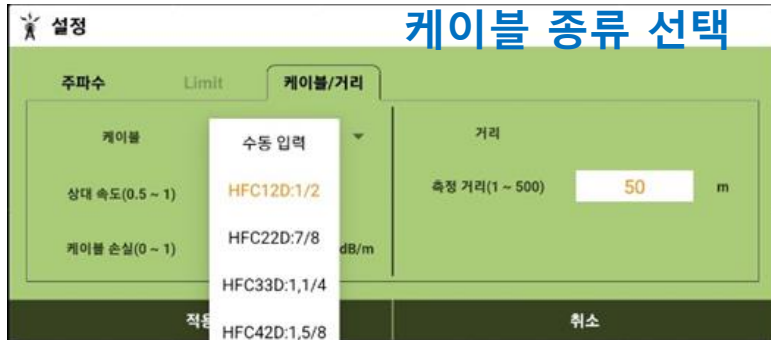 설정
케이블 종류 선택
주파수 Limit 케이블/거리
케이블
수동 입력
HFC12D:1/2
HFC22D:7/8
HFC33D:1,1/4
HFC42D:1,5/8
상대 속도(0.5 ~ 1)
케이블 손실(0 ~ 1)
dB/m
거리
측정 거리(1 ~ 500) 50 m
취소